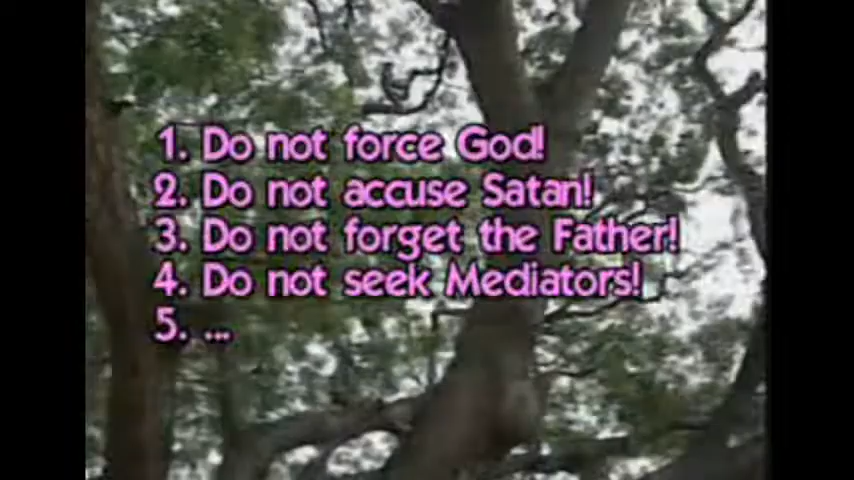 1. Do not force God!
2. Do not accuse Satan!
3. Do not forget the Father!
4. Do not seek Mediators!
5. ...